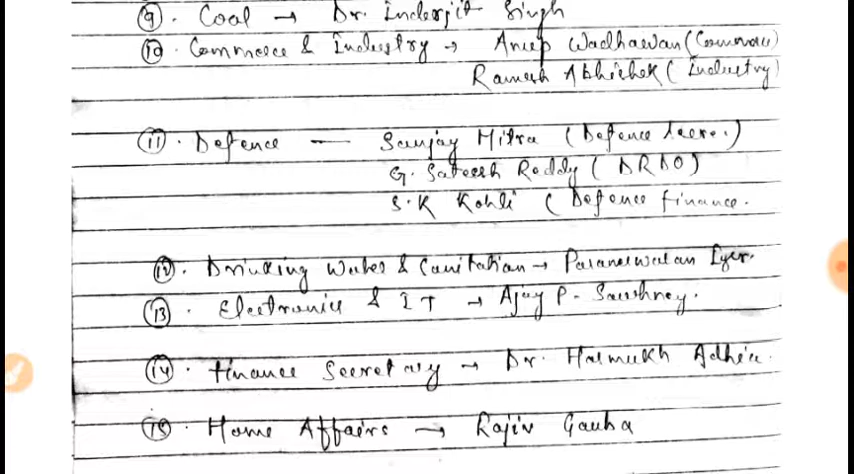 9. Coal → Dr. Inderjit Singh
10. Commerce & Industry → Anup Wadhawan (Commerce)
Ramesh Abhishek (Industry)
11. Defence — Sanjay Mitra (Defence Secre.)
G. Sateesh Reddy (DRDO)
S.K Kohli (Defence finance.
12. Drinking Water & Sanitation → Parameswaran Iyer.
13. Electronics & IT → Ajay P. Sawhney.
14. Finance Secretary → Dr. Hasmukh Adhia.
15. Home Affairs → Rajiv Gauba